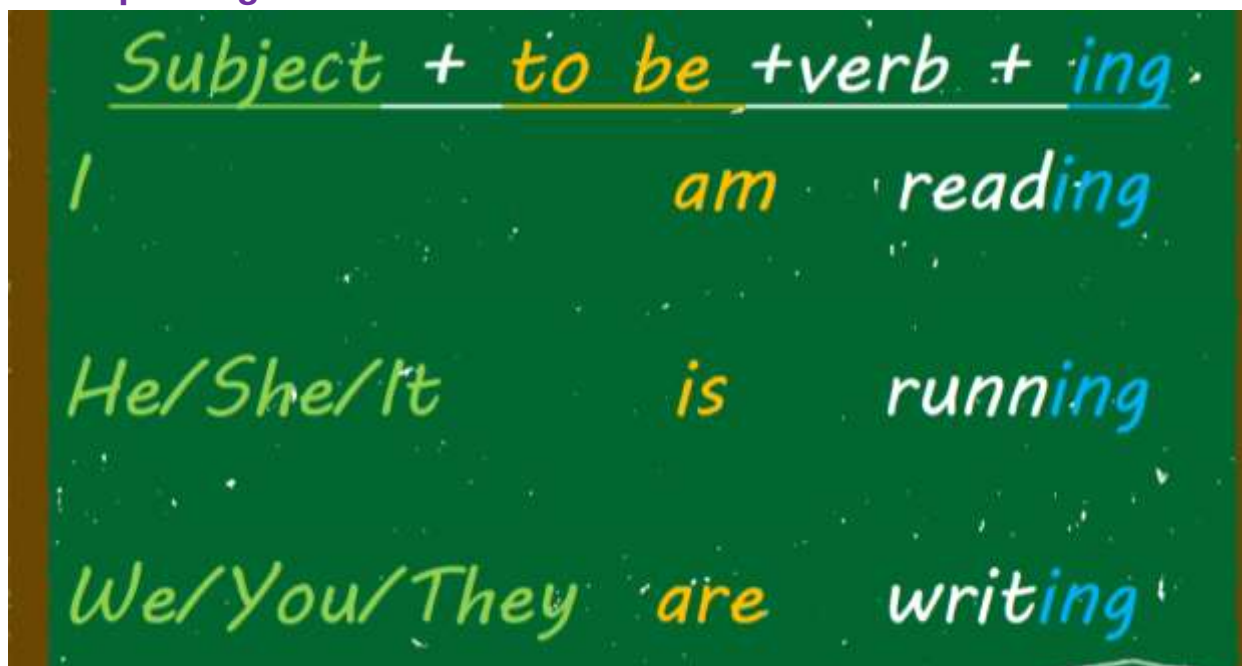 Subject + to be +verb + ing
I am reading
He/She/It is running
We/You/They are writing